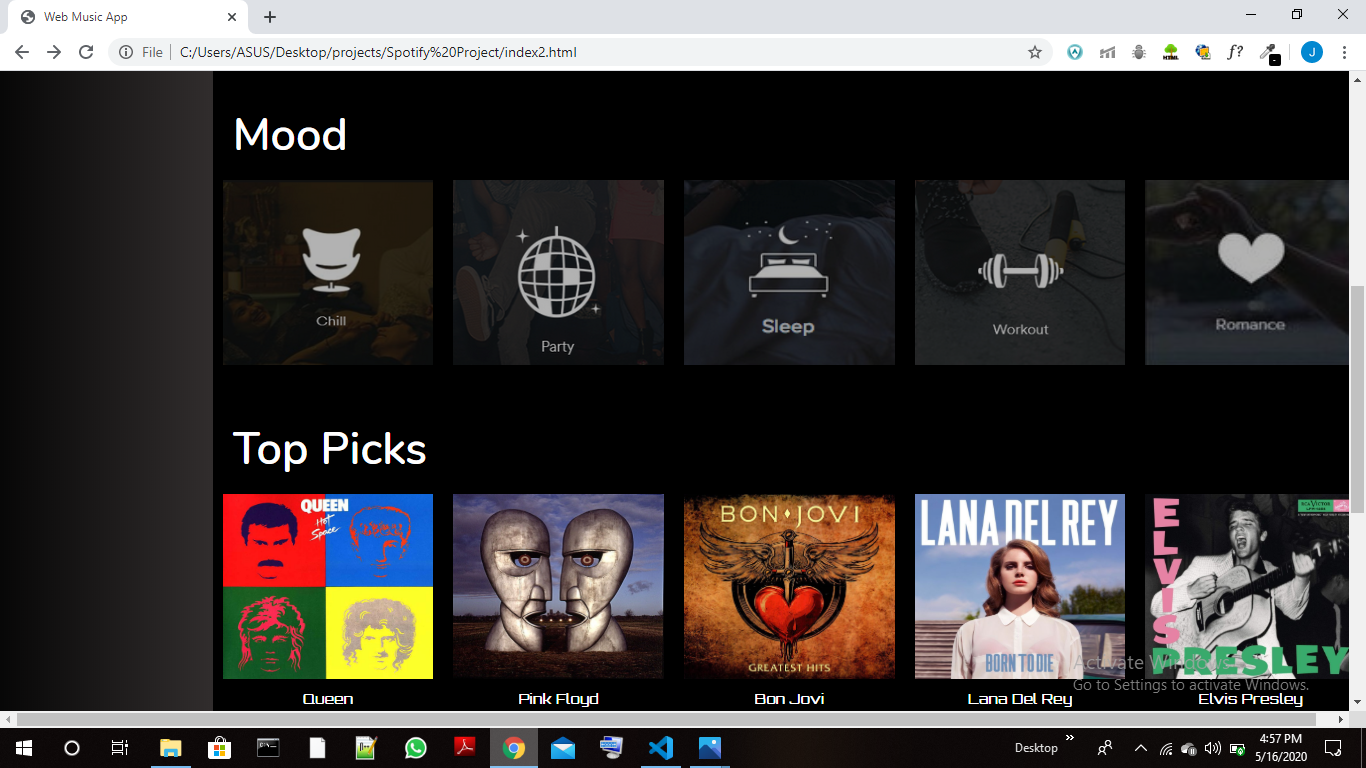 Web Music App
File C:/Users/ASUS/Desktop/projects/Spotify%20Project/index2.html
f?
J
Mood
Chill
Party
Sleep
Workout
Romance
Top Picks
QUEEN
Hot
Space
BON JOVI
GREATEST HITS
LANA DEL REY
BORN TO DIE
ELVIS
PRESLEY
RCA VICTOR
Activate Windows
Go to Settings to activate Windows.
Queen
Pink Floyd
Bon Jovi
Lana Del Rey
Elvis Presley
Desktop
4:57 PM
5/16/2020